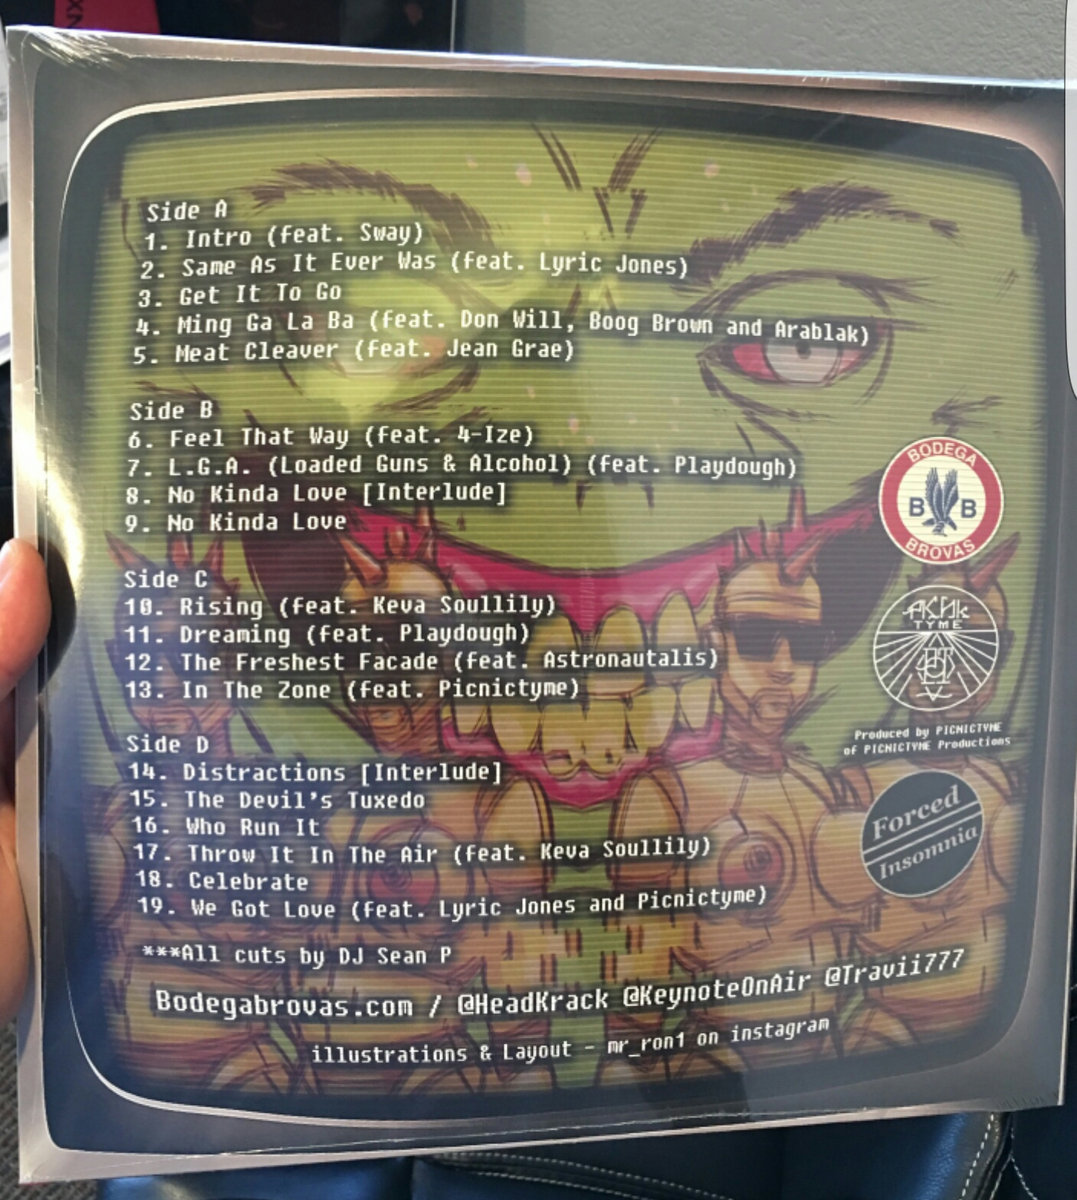 Side A
1. Intro (feat. Sway)
2. Same As It Ever Was (feat. Lyric Jones)
3. Get It To Go
4. Ming Ga La Ba (feat. Don Will, Boog Brown and Arablak)
5. Meat Cleaver (feat. Jean Grae)
Side B
6. Feel That Way (feat. 4-Ize)
7. L.G.A. (Loaded Guns & Alcohol) (feat. Playdough)
8. No Kinda Love [Interlude]
9. No Kinda Love
Side C
10. Rising (feat. Keva Soullily)
11. Dreaming (feat. Playdough)
12. The Freshest Facade (feat. Astronautalis)
13. In The Zone (feat. Picnictyme)
Side D
14. Distractions [Interlude]
15. The Devil's Tuxedo
16. Who Run It
17. Throw It In The Air (feat. Keva Soullily)
18. Celebrate
19. We Got Love (feat. Lyric Jones and Picnictyme)
***All cuts by DJ Sean P
Bodegabrovas.com / @HeadKrack @KeynoteOnAir @Travii777
illustrations & Layout - mr_ron1 on instagram
BODEGA
B B
BROVAS
TYME
Produced by PICNICTYME
of PICNICTYME Productions
Forced
Insomnia